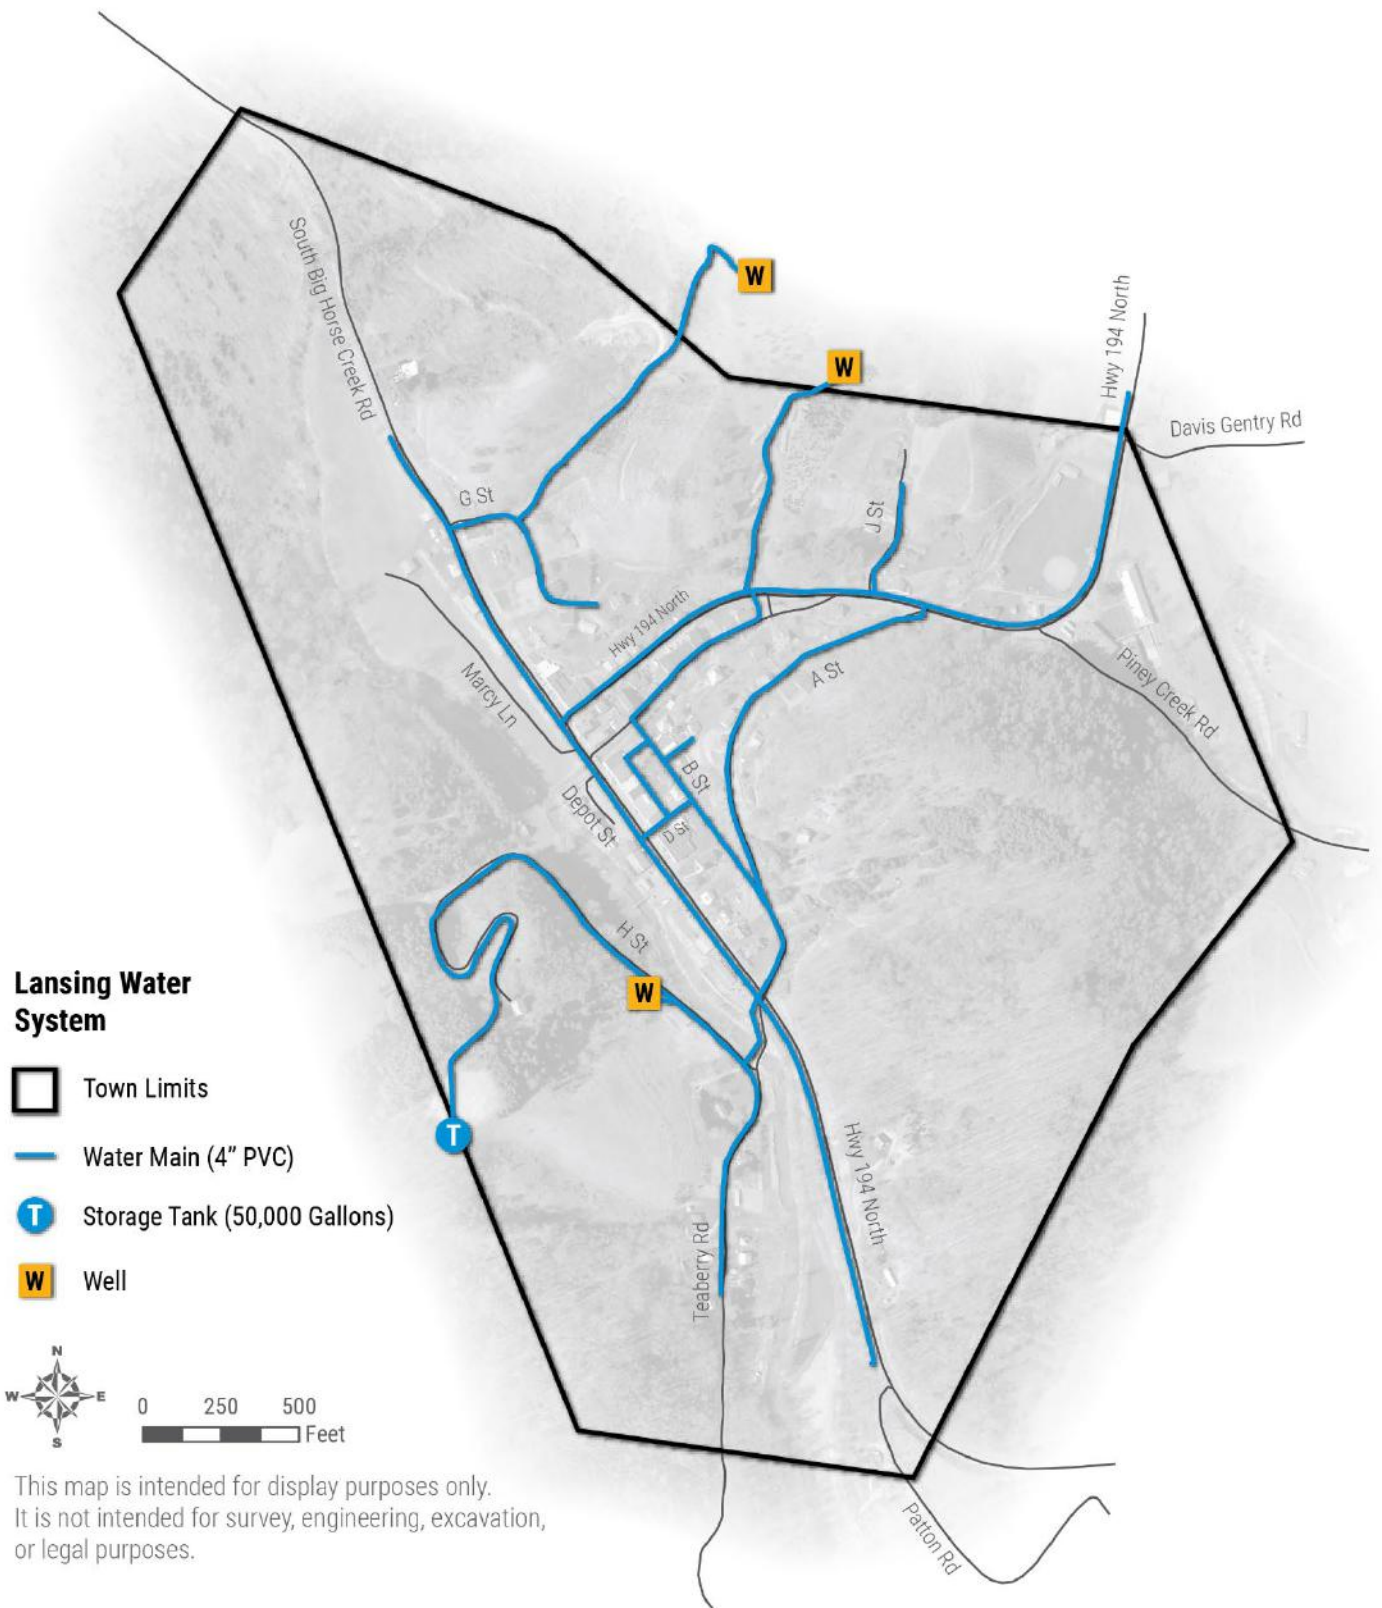 W
W
Hwy 194 North
South Big Horse Creek Rd
Davis Gentry Rd
G St
J St
Hwy 194 North
Marcy Ln
A St
Piney Creek Rd
B St
Depot St
D St
H St
W
T
Hwy 194 North
Teaberry Rd
Patton Rd
Lansing Water
System
Town Limits
Water Main (4” PVC)
T Storage Tank (50,000 Gallons)
W Well
N
W E
S
0 250 500
Feet
This map is intended for display purposes only.
It is not intended for survey, engineering, excavation,
or legal purposes.